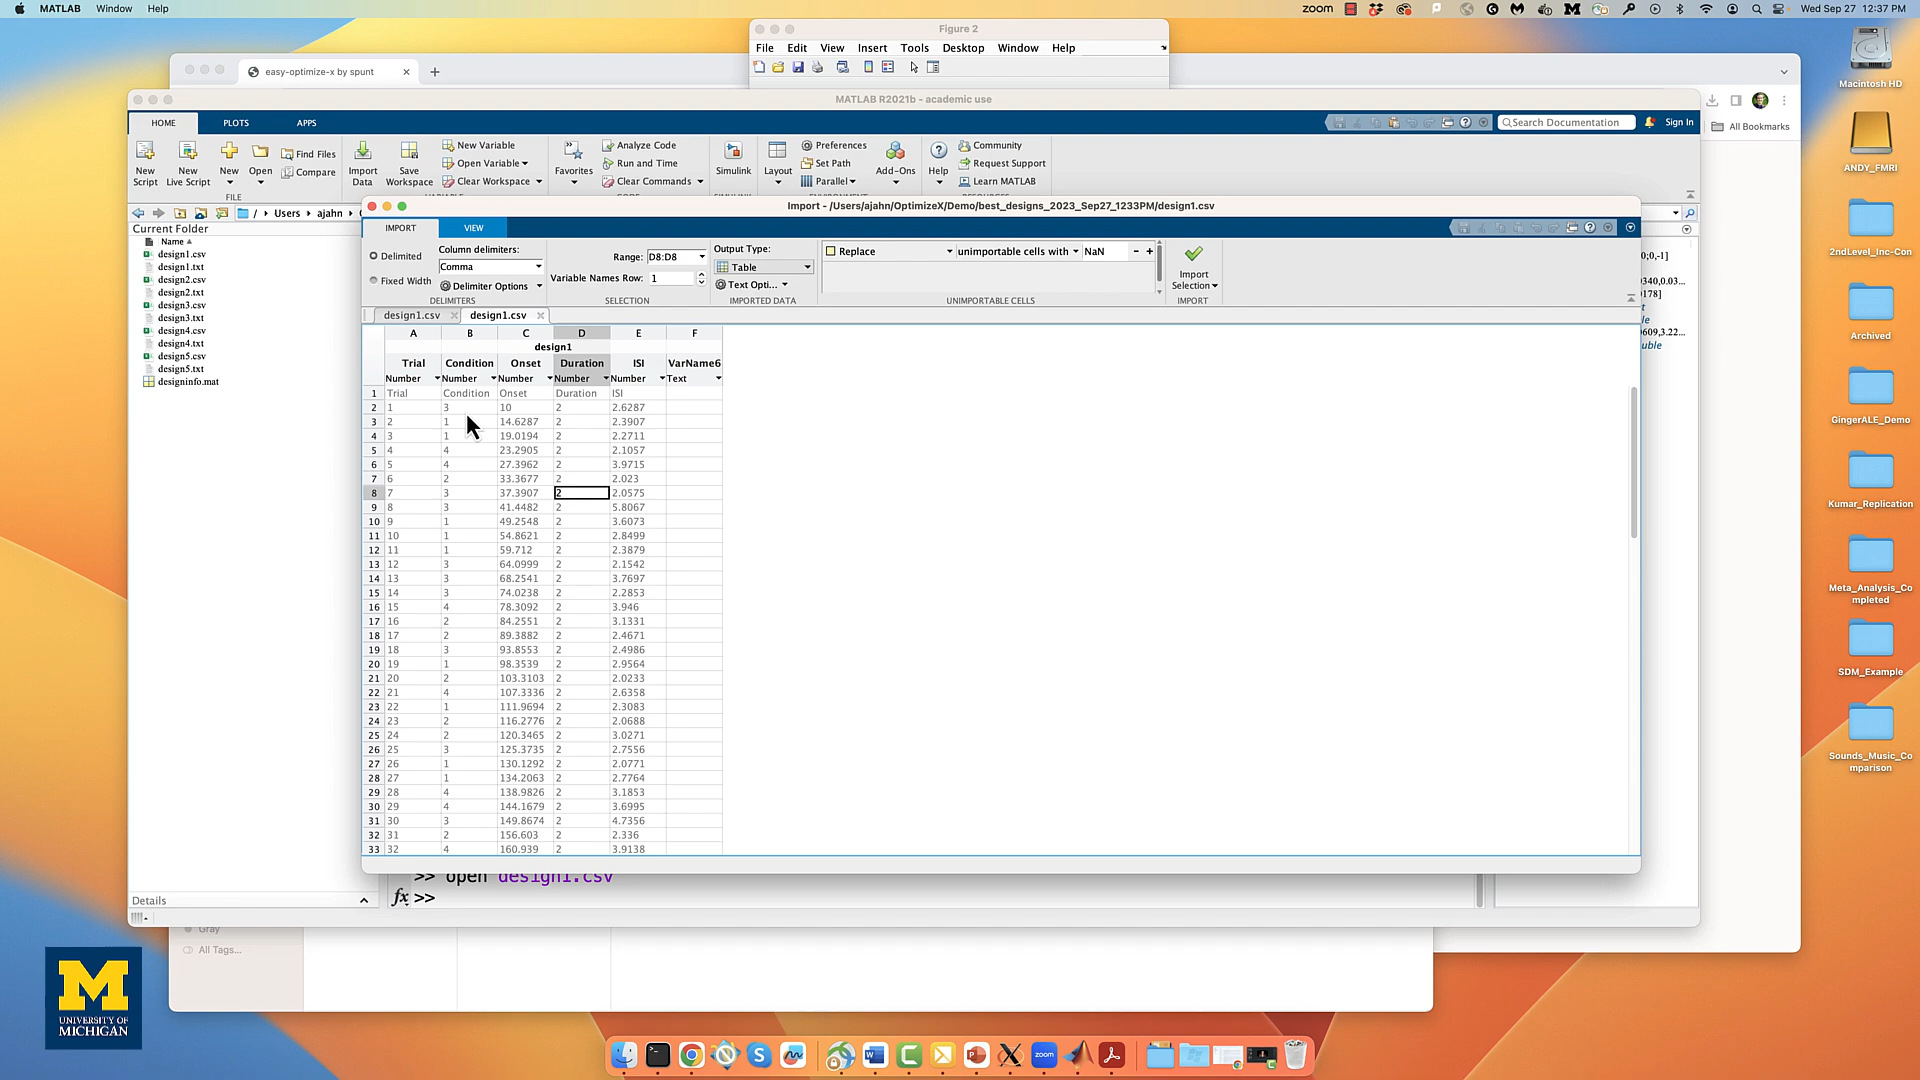 MATLAB Window Help
zoom Wed Sep 27 12:37 PM
Figure 2
File Edit View Insert Tools Desktop Window Help
easy-optimize-x by spunt
All Bookmarks
MATLAB R2021b - academic use
HOME PLOTS APPS
Search Documentation Sign In
New Script
New Live Script
New
Open
Find Files
Compare
FILE
Import Data
Save Workspace
New Variable
Open Variable
Clear Workspace
Favorites
Analyze Code
Run and Time
Clear Commands
Simulink
Layout
Preferences
Set Path
Parallel
Add-Ons
Help
Community
Request Support
Learn MATLAB
/ Users ajahn
Current Folder
Name
design1.csv
design1.txt
design2.csv
design2.txt
design3.csv
design3.txt
design4.csv
design4.txt
design5.csv
design5.txt
designinfo.mat
Details
Import - /Users/ajahn/OptimizeX/Demo/best_designs_2023_Sep27_1233PM/design1.csv
IMPORT VIEW
Delimited
Fixed Width
Column delimiters:
Comma
Delimiter Options
DELIMITERS
Range: D8:D8
Variable Names Row: 1
SELECTION
Output Type:
Table
Text Opti...
IMPORTED DATA
Replace unimportable cells with NaN
UNIMPORTABLE CELLS
Import Selection
IMPORT
design1.csv design1.csv
A B C D E F
design1
Trial Condition Onset Duration ISI VarName6
Number Number Number Number Number Text
1 Trial Condition Onset Duration ISI
2 1 3 10 2 2.6287
3 2 1 14.6287 2 2.3907
4 3 1 19.0194 2 2.2711
5 4 4 23.2905 2 2.1057
6 5 4 27.3962 2 3.9715
7 6 2 33.3677 2 2.023
8 7 3 37.3907 2 2.0575
9 8 3 41.4482 2 5.8067
10 9 1 49.2548 2 3.6073
11 10 1 54.8621 2 2.8499
12 11 1 59.712 2 2.3879
13 12 3 64.0999 2 2.1542
14 13 3 68.2541 2 3.7697
15 14 3 74.0238 2 2.2853
16 15 4 78.3092 2 3.946
17 16 2 84.2551 2 3.1331
18 17 2 89.3882 2 2.4671
19 18 3 93.8553 2 2.4986
20 19 1 98.3539 2 2.9564
21 20 2 103.3103 2 2.0233
22 21 4 107.3336 2 2.6358
23 22 1 111.9694 2 2.3083
24 23 2 116.2776 2 2.0688
25 24 2 120.3465 2 3.0271
26 25 3 125.3735 2 2.7556
27 26 1 130.1292 2 2.0771
28 27 1 134.2063 2 2.7764
29 28 4 138.9826 2 3.1853
30 29 4 144.1679 2 3.6995
31 30 3 149.8674 2 4.7356
32 31 2 156.603 2 2.336
33 32 4 160.939 2 3.9138
;0,-1]
0340,0.03...
0178]
0609,3.22...
>> open design1.csv
fx >>
Gray
All Tags...
Macintosh HD
ANDY_FMRI
2ndLevel_Inc-Con
Archived
GingerALE_Demo
Kumar_Replication
Meta_Analysis_Completed
SDM_Example
Sounds_Music_Comparison
M
UNIVERSITY OF
MICHIGAN
zoom